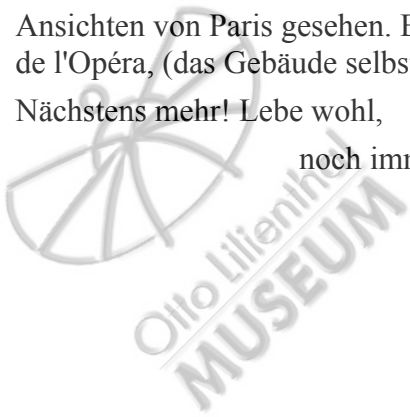 Ansichten von Paris gesehen.
de l'Opéra, (das Gebäude
Nächstens mehr! Lebe wohl,
noch
Otto Lilienthal
MUSEUM